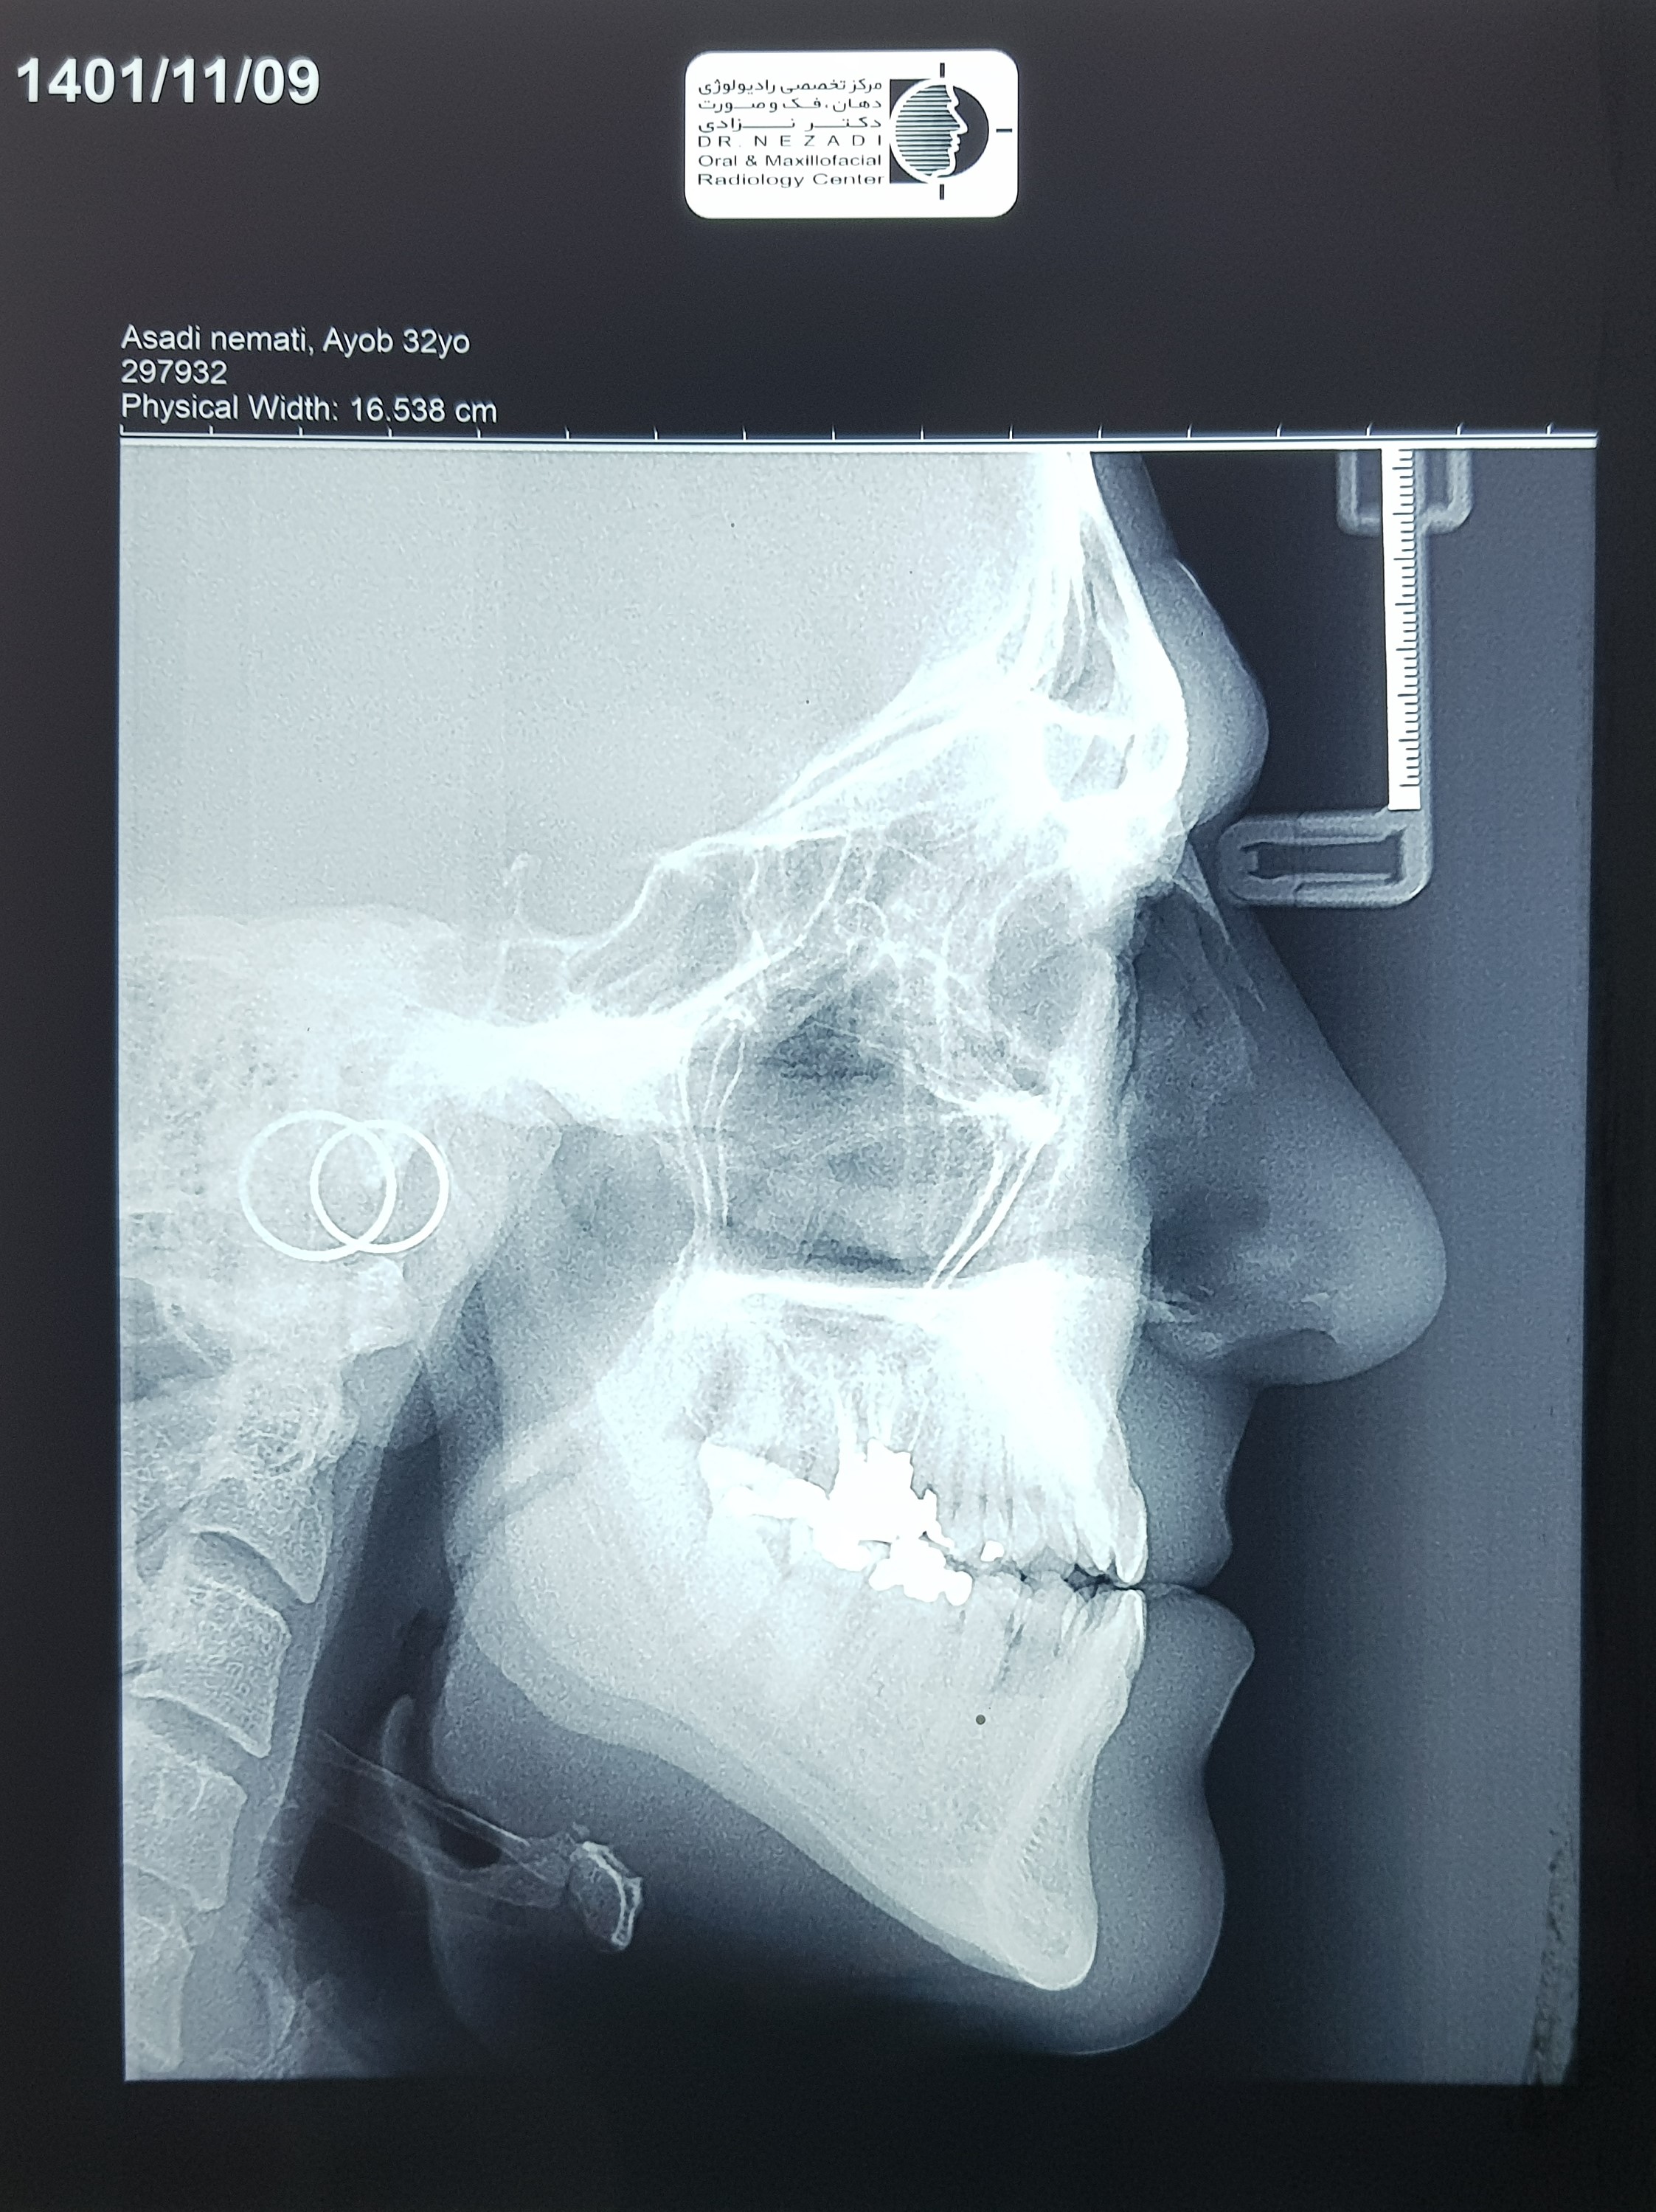 1401/11/09
مرکز تخصصی رادیولوژی
دهان، فک و صورت
دکتر نژادی
DR. NEZADI
Oral & Maxillofacial
Radiology Center
Asadi nemati, Ayob 32yo
297932
Physical Width: 16.538 cm